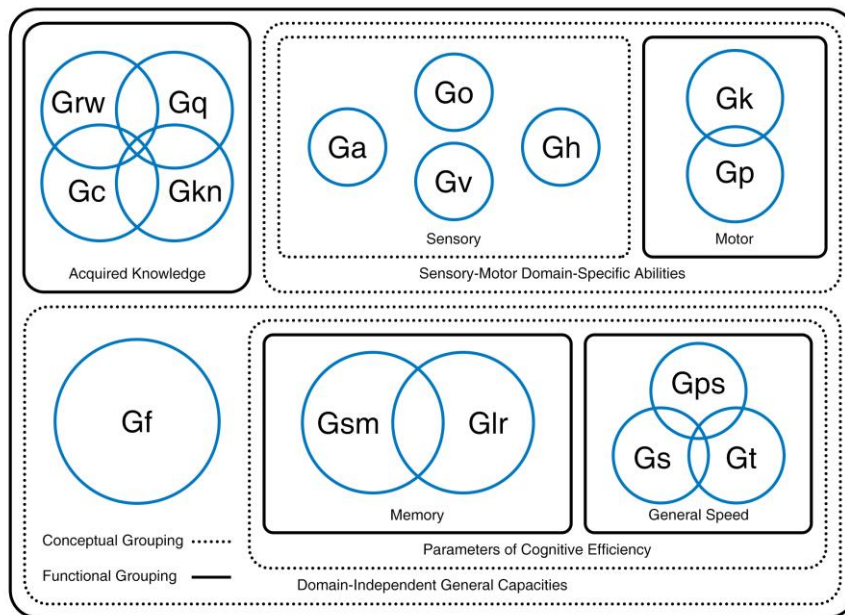 Grw
Gq
Gc
Gkn
Acquired Knowledge
Go
Ga
Gh
Gv
Sensory
Gk
Gp
Motor
Sensory-Motor Domain-Specific Abilities
Gf
Gsm
Glr
Memory
Gps
Gs
Gt
General Speed
Parameters of Cognitive Efficiency
Conceptual Grouping
Functional Grouping
Domain-Independent General Capacities